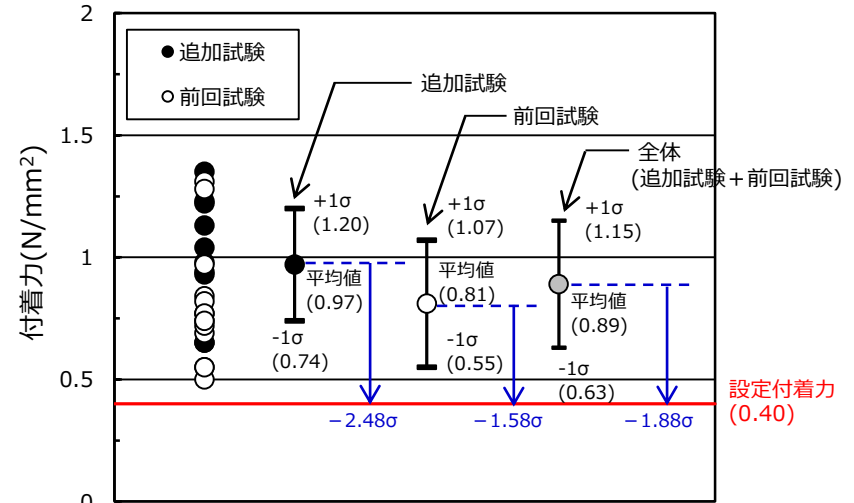 2
1.5
1
0.5
0
付着力(N/mm²)
追加試験
前回試験
追加試験
前回試験
全体
(追加試験＋前回試験)
+1σ
(1.20)
平均値
(0.97)
-1σ
(0.74)
+1σ
(1.07)
平均値
(0.81)
-1σ
(0.55)
+1σ
(1.15)
平均値
(0.89)
-1σ
(0.63)
設定付着力
(0.40)
－2.48σ
－1.58σ
－1.88σ